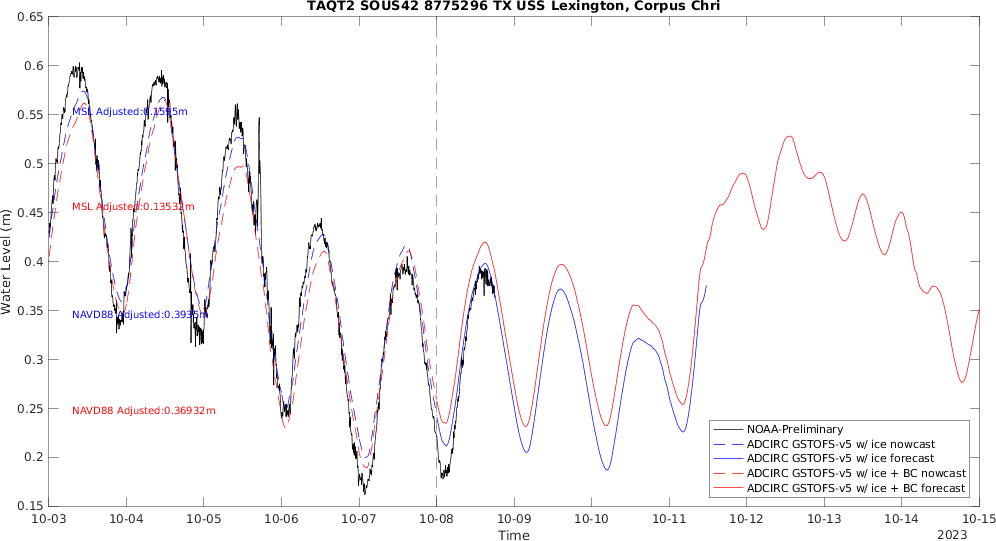 TAQT2 SOUS42 8775296 TX USS Lexington, Corpus Chri
0.65
0.6
0.55
0.5
0.45
0.4
0.35
0.3
0.25
0.2
0.15
Water Level (m)
MSL Adjusted:0.1595m
MSL Adjusted:0.13532m
NAVD88 Adjusted:0.3935m
NAVD88 Adjusted:0.36932m
NOAA-Preliminary
ADCIRC GSTOFS-v5 w/ ice nowcast
ADCIRC GSTOFS-v5 w/ ice forecast
ADCIRC GSTOFS-v5 w/ ice + BC nowcast
ADCIRC GSTOFS-v5 w/ ice + BC forecast
10-03 10-04 10-05 10-06 10-07 10-08 10-09 10-10 10-11 10-12 10-13 10-14 10-15
Time
2023